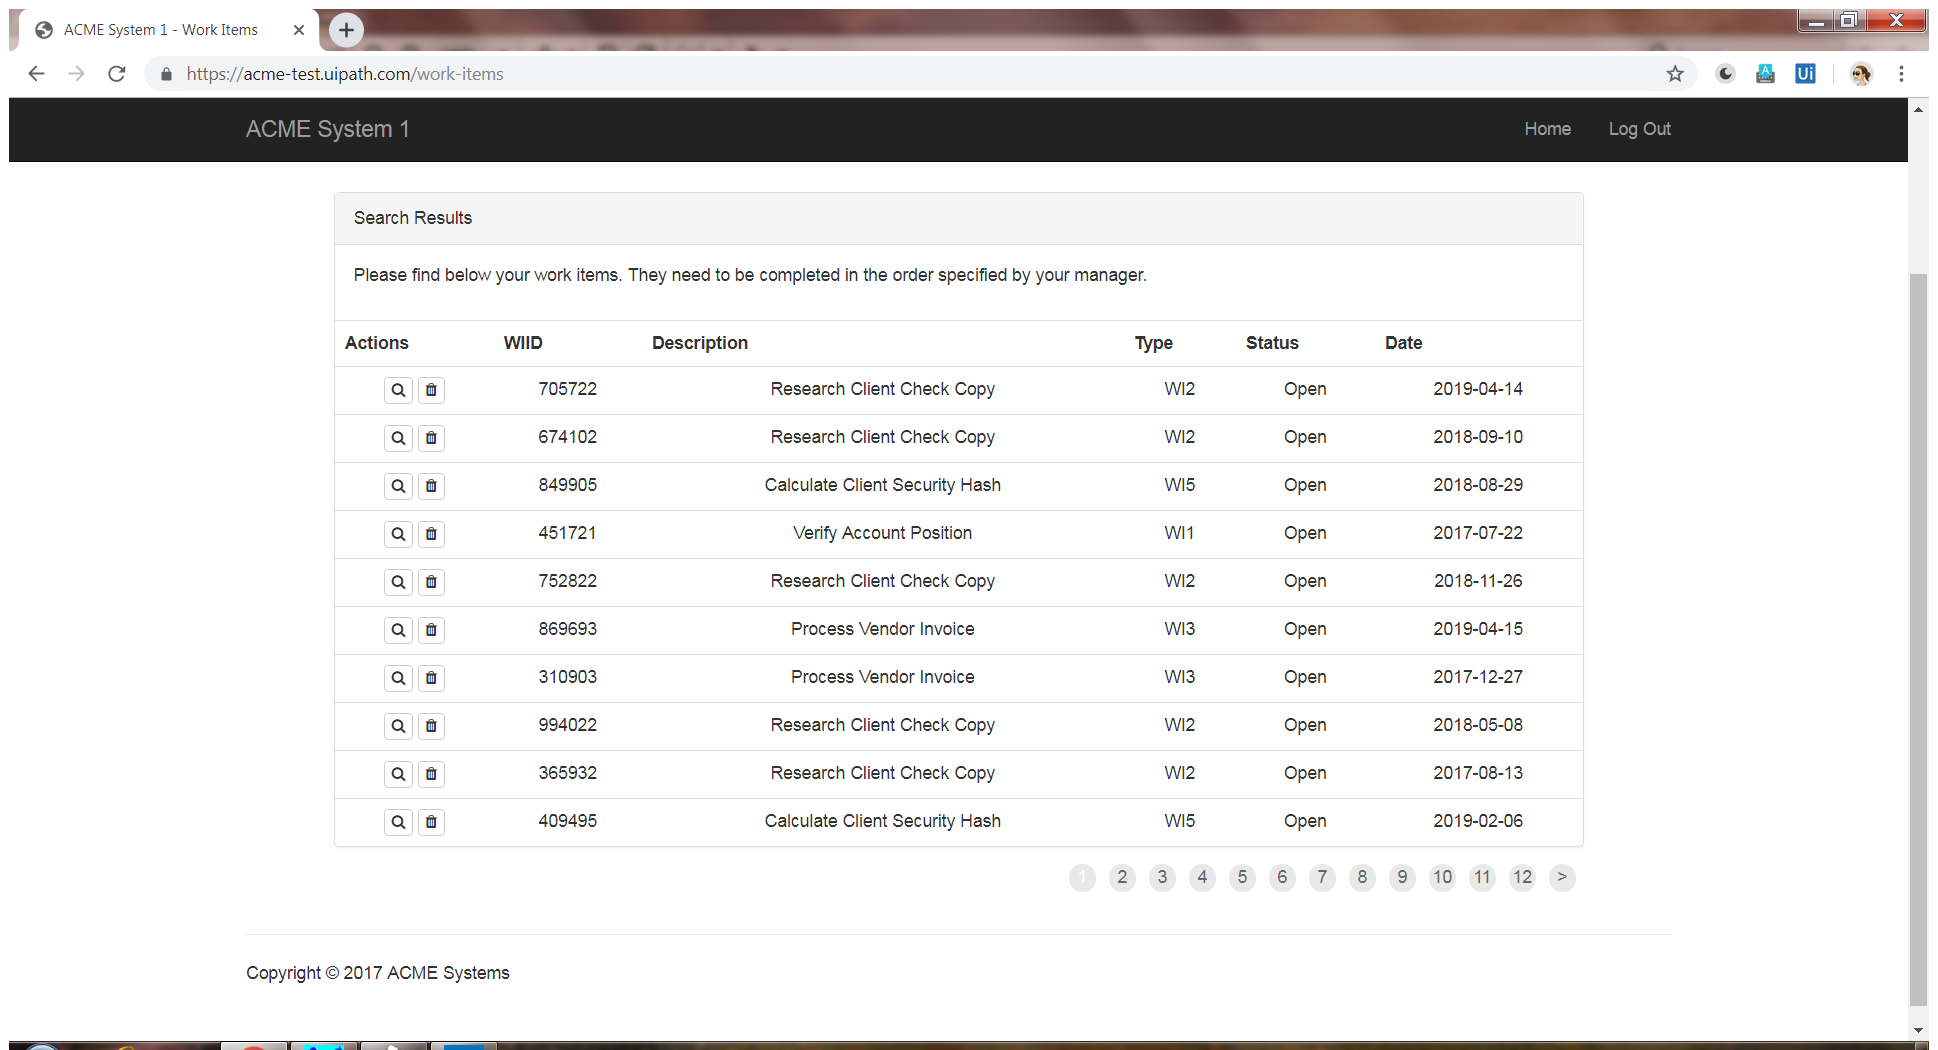 ACME System 1 - Work Items
https://acme-test.uipath.com/work-items
Ui
ACME System 1 Home Log Out
Search Results
Please find below your work items. They need to be completed in the order specified by your manager.
Actions WIID Description Type Status Date
705722 Research Client Check Copy WI2 Open 2019-04-14
674102 Research Client Check Copy WI2 Open 2018-09-10
849905 Calculate Client Security Hash WI5 Open 2018-08-29
451721 Verify Account Position WI1 Open 2017-07-22
752822 Research Client Check Copy WI2 Open 2018-11-26
869693 Process Vendor Invoice WI3 Open 2019-04-15
310903 Process Vendor Invoice WI3 Open 2017-12-27
994022 Research Client Check Copy WI2 Open 2018-05-08
365932 Research Client Check Copy WI2 Open 2017-08-13
409495 Calculate Client Security Hash WI5 Open 2019-02-06
1 2 3 4 5 6 7 8 9 10 11 12 >
Copyright © 2017 ACME Systems